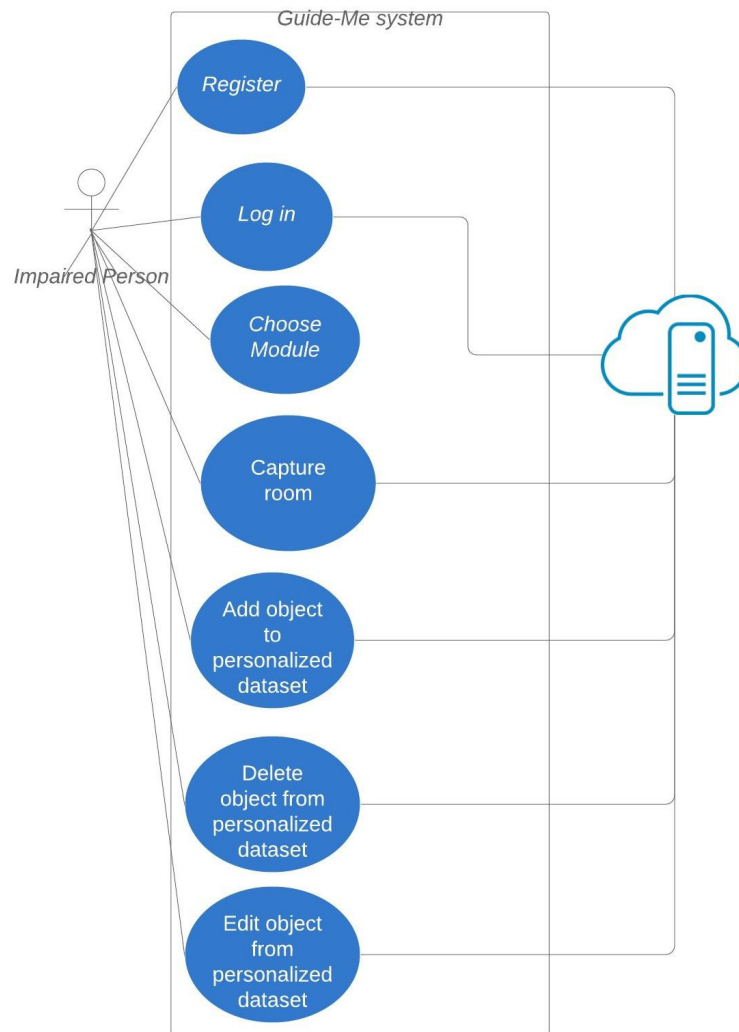 Guide-Me system
Register
Log in
Impaired Person
Choose
Module
Capture
room
Add object
to
personalized
dataset
Delete
object from
personalized
dataset
Edit object
from
personalized
dataset